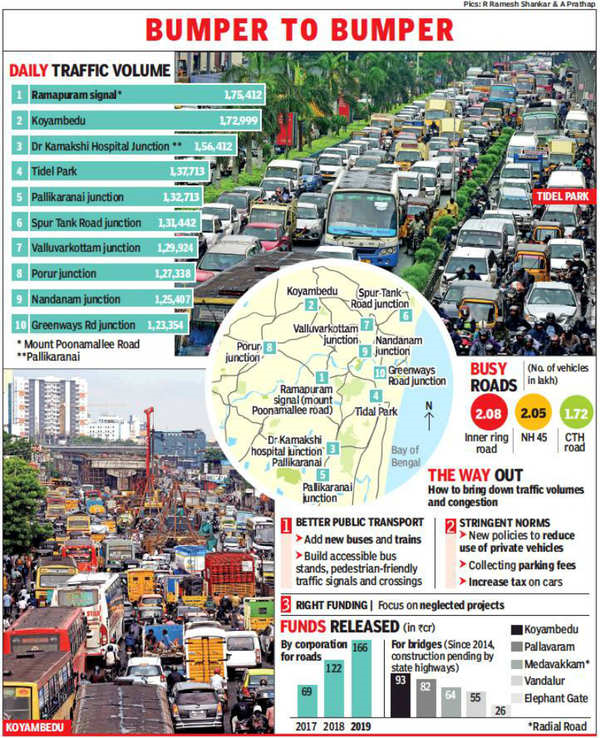 Pics: R Ramesh Shankar & A Prathap
BUMPER TO BUMPER
DAILY TRAFFIC VOLUME
1 Ramapuram signal* 1,75,412
2 Koyambedu 1,72,999
3 Dr Kamakshi Hospital Junction ** 1,56,412
4 Tidel Park 1,37,713
5 Pallikaranai junction 1,32,713
6 Spur Tank Road junction 1,31,442
7 Valluvarkottam junction 1,29,924
8 Porur junction 1,27,338
9 Nandanam junction 1,25,407
10 Greenways Rd junction 1,23,354
* Mount Poonamallee Road
**Pallikaranai
TIDEL PARK
Koyambedu
2
Spur-Tank
Road junction
6
Valluvarkottam
junction 7
Nandanam
9 junction
Porur
junction 8
10 Greenways
Road junction
1
Ramapuram
signal (mount
Poonamallee road)
4
Tidal Park
N
Dr Kamakshi
hospital junction 3
Pallikaranai
5
Pallikaranai
junction
Bay of
Bengal
BUSY
ROADS
(No. of vehicles
in lakh)
2.08
Inner ring
road
2.05
NH 45
1.72
CTH
road
THE WAY OUT
How to bring down traffic volumes
and congestion
1 BETTER PUBLIC TRANSPORT
Add new buses and trains
Build accessible bus
stands, pedestrian-friendly
traffic signals and crossings
2 STRINGENT NORMS
New policies to reduce
use of private vehicles
Collecting parking fees
Increase tax on cars
3 RIGHT FUNDING | Focus on neglected projects
FUNDS RELEASED (in ₹cr)
By corporation
for roads
69
122
166
2017 2018 2019
For bridges (Since 2014,
construction pending by
state highways)
93
82
64
55
26
Koyambedu
Pallavaram
Medavakkam*
Vandalur
Elephant Gate
*Radial Road
KOYAMBEDU